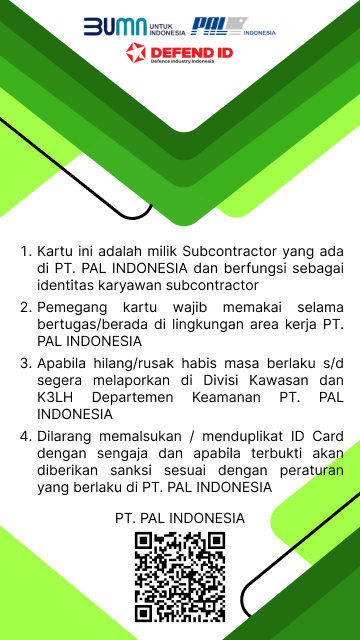 BUMN UNTUK INDONESIA PAL INDONESIA
DEFEND ID
Defence Industry Indonesia
1. Kartu ini adalah milik Subcontractor yang ada
di PT. PAL INDONESIA dan berfungsi sebagai
identitas karyawan subcontractor
2. Pemegang kartu wajib memakai selama
bertugas/berada di lingkungan area kerja PT.
PAL INDONESIA
3. Apabila hilang/rusak habis masa berlaku s/d
segera melaporkan di Divisi Kawasan dan
K3LH Departemen Keamanan PT. PAL
INDONESIA
4. Dilarang memalsukan / menduplikat ID Card
dengan sengaja dan apabila terbukti akan
diberikan sanksi sesuai dengan peraturan
yang berlaku di PT. PAL INDONESIA
PT. PAL INDONESIA